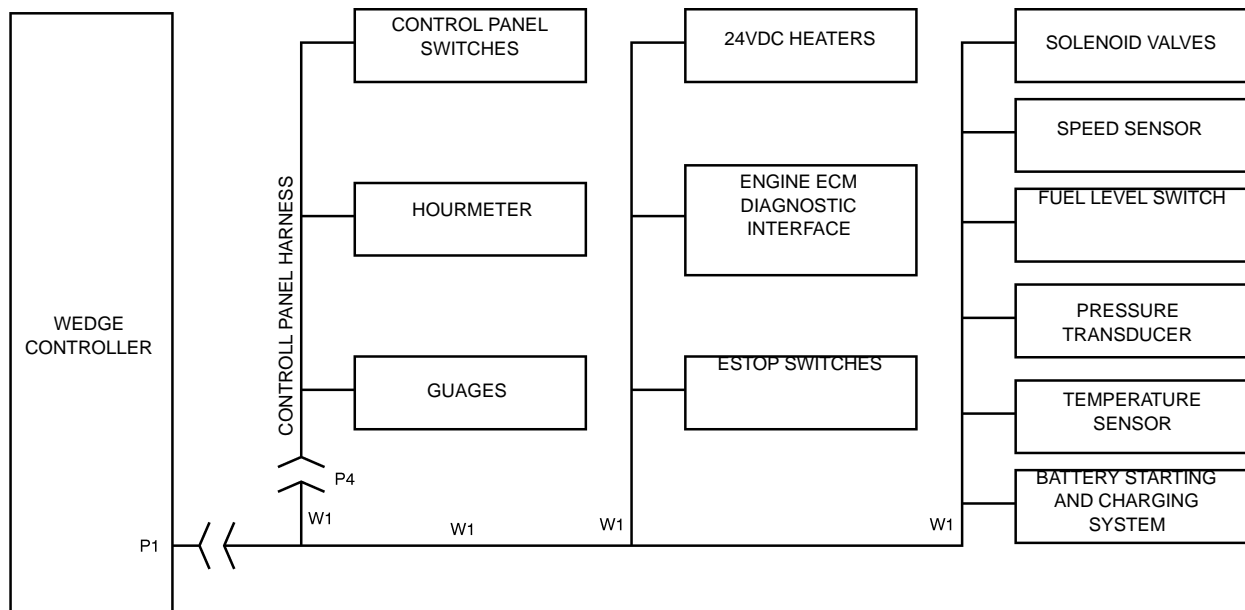 WEDGE
CONTROLLER
P1
CONTROLL PANEL HARNESS
P4
W1
W1
W1
W1
CONTROL PANEL
SWITCHES
HOURMETER
GUAGES
24VDC HEATERS
ENGINE ECM
DIAGNOSTIC
INTERFACE
ESTOP SWITCHES
SOLENOID VALVES
SPEED SENSOR
FUEL LEVEL SWITCH
PRESSURE
TRANSDUCER
TEMPERATURE
SENSOR
BATTERY STARTING
AND CHARGING
SYSTEM